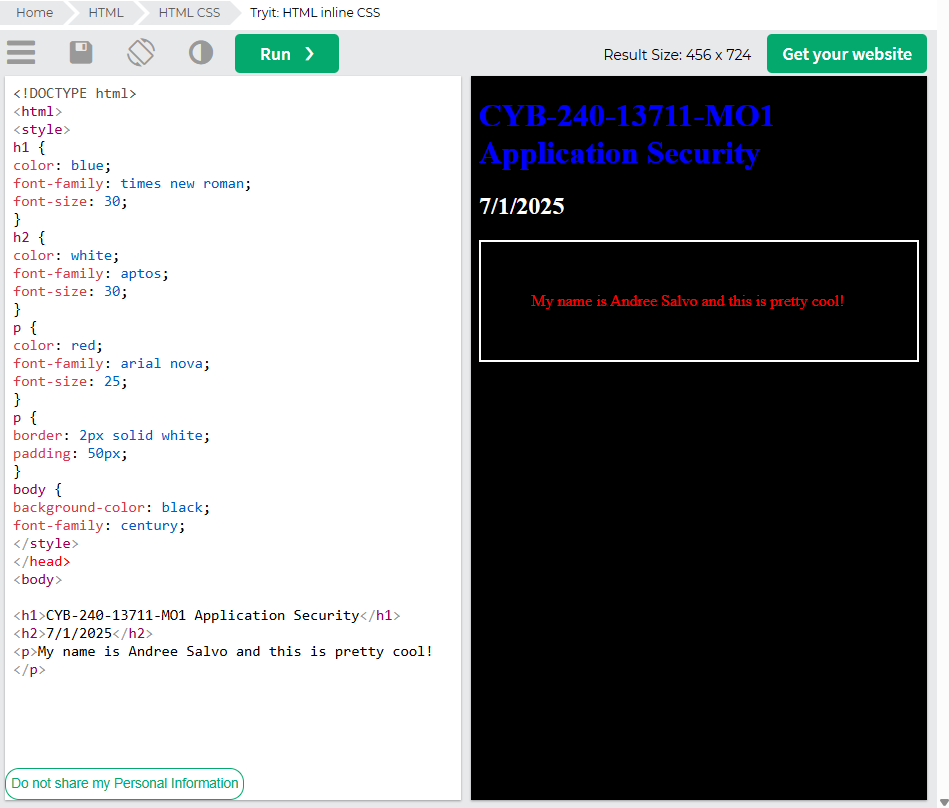 Home HTML HTML CSS Tryit: HTML inline CSS
Run ❯ Result Size: 456 x 724 Get your website
<!DOCTYPE html>
<html>
<style>
h1 {
color: blue;
font-family: times new roman;
font-size: 30;
}
h2 {
color: white;
font-family: aptos;
font-size: 30;
}
p {
color: red;
font-family: arial nova;
font-size: 25;
}
p {
border: 2px solid white;
padding: 50px;
}
body {
background-color: black;
font-family: century;
</style>
</head>
<body>

<h1>CYB-240-13711-MO1 Application Security</h1>
<h2>7/1/2025</h2>
<p>My name is Andree Salvo and this is pretty cool!
</p>
Do not share my Personal Information
CYB-240-13711-MO1
Application Security
7/1/2025
My name is Andree Salvo and this is pretty cool!